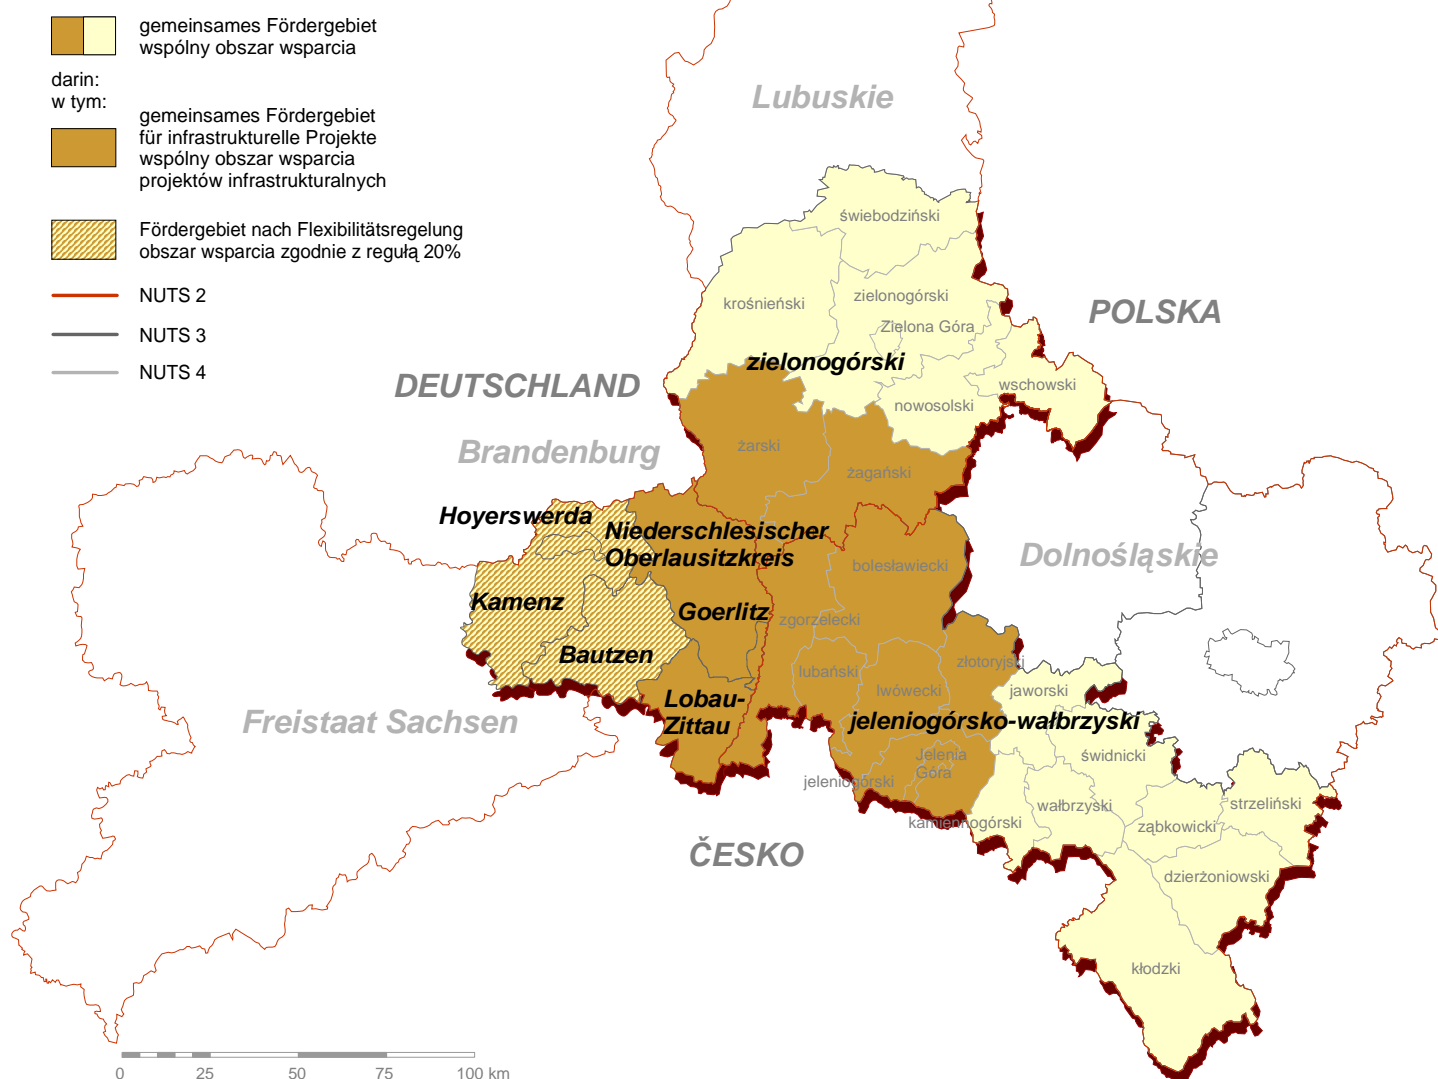 gemeinsames Fördergebiet
wspólny obszar wsparcia
darin:
w tym:
gemeinsames Fördergebiet
für infrastrukturelle Projekte
wspólny obszar wsparcia
projektów infrastrukturalnych
Fördergebiet nach Flexibilitätsregelung
obszar wsparcia zgodnie z regułą 20%
NUTS 2
NUTS 3
NUTS 4
Lubuskie
świebodziński
krośnieński
zielonogórski
Zielona Góra
POLSKA
zielonogórski
DEUTSCHLAND
wschowski
nowosolski
Brandenburg
żarski
żagański
Hoyerswerda
Niederschlesischer
Oberlausitzkreis
Dolnośląskie
bolesławiecki
Kamenz
Goerlitz
zgorzelecki
Bautzen
złotoryjski
lubański
lwówecki
jaworski
Lobau-
Zittau
Freistaat Sachsen
jeleniogórsko-wałbrzyski
świdnicki
Jelenia
Góra
jeleniogórski
strzeliński
wałbrzyski
kamiennogórski
ząbkowicki
ČESKO
dzierżoniowski
kłodzki
0 25 50 75 100 km